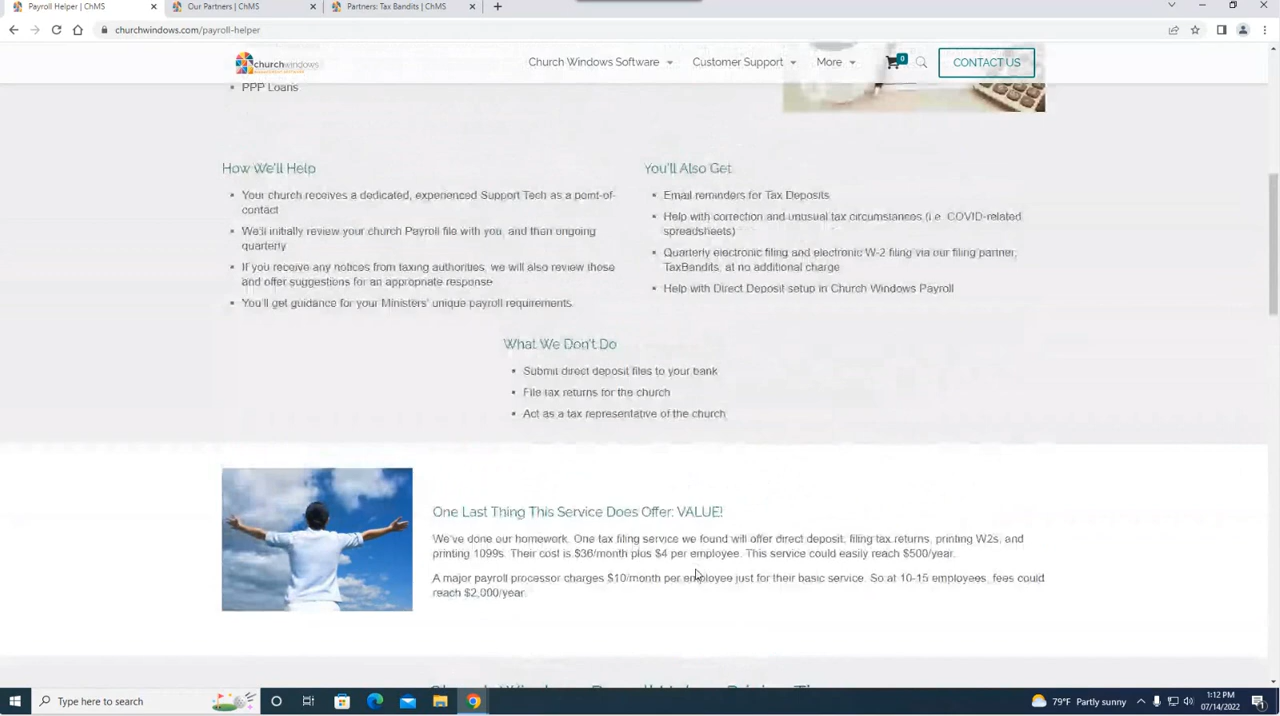 Payroll Helper | ChMS
Our Partners | ChMS
Partners: Tax Bandits | ChMS
churchwindows.com/payroll-helper
churchwindows
Church Windows Software
Customer Support
More
0
CONTACT US
PPP Loans
How We'll Help
Your church receives a dedicated, experienced Support Tech as a point-of-
contact
We'll initially review your church Payroll file with you, and then ongoing
quarterly
If you receive any notices from taxing authorities, we will also review those
and offer suggestions for an appropriate response
You'll get guidance for your Ministers' unique payroll requirements
You'll Also Get
Email reminders for Tax Deposits
Help with correction and unusual tax circumstances (i.e. COVID-related
spreadsheets)
Quarterly electronic filing and electronic W-2 filing via our filing partner,
TaxBandits, at no additional charge
Help with Direct Deposit setup in Church Windows Payroll
What We Don't Do
Submit direct deposit files to your bank
File tax returns for the church
Act as a tax representative of the church
One Last Thing This Service Does Offer: VALUE!
We've done our homework. One tax filing service we found will offer direct deposit, filing tax returns, printing W2s, and
printing 1099s. Their cost is $36/month plus $4 per employee. This service could easily reach $500/year.
A major payroll processor charges $10/month per employee just for their basic service. So at 10-15 employees, fees could
reach $2,000/year.
Type here to search
79°F Partly sunny
1:12 PM
07/14/2022
1